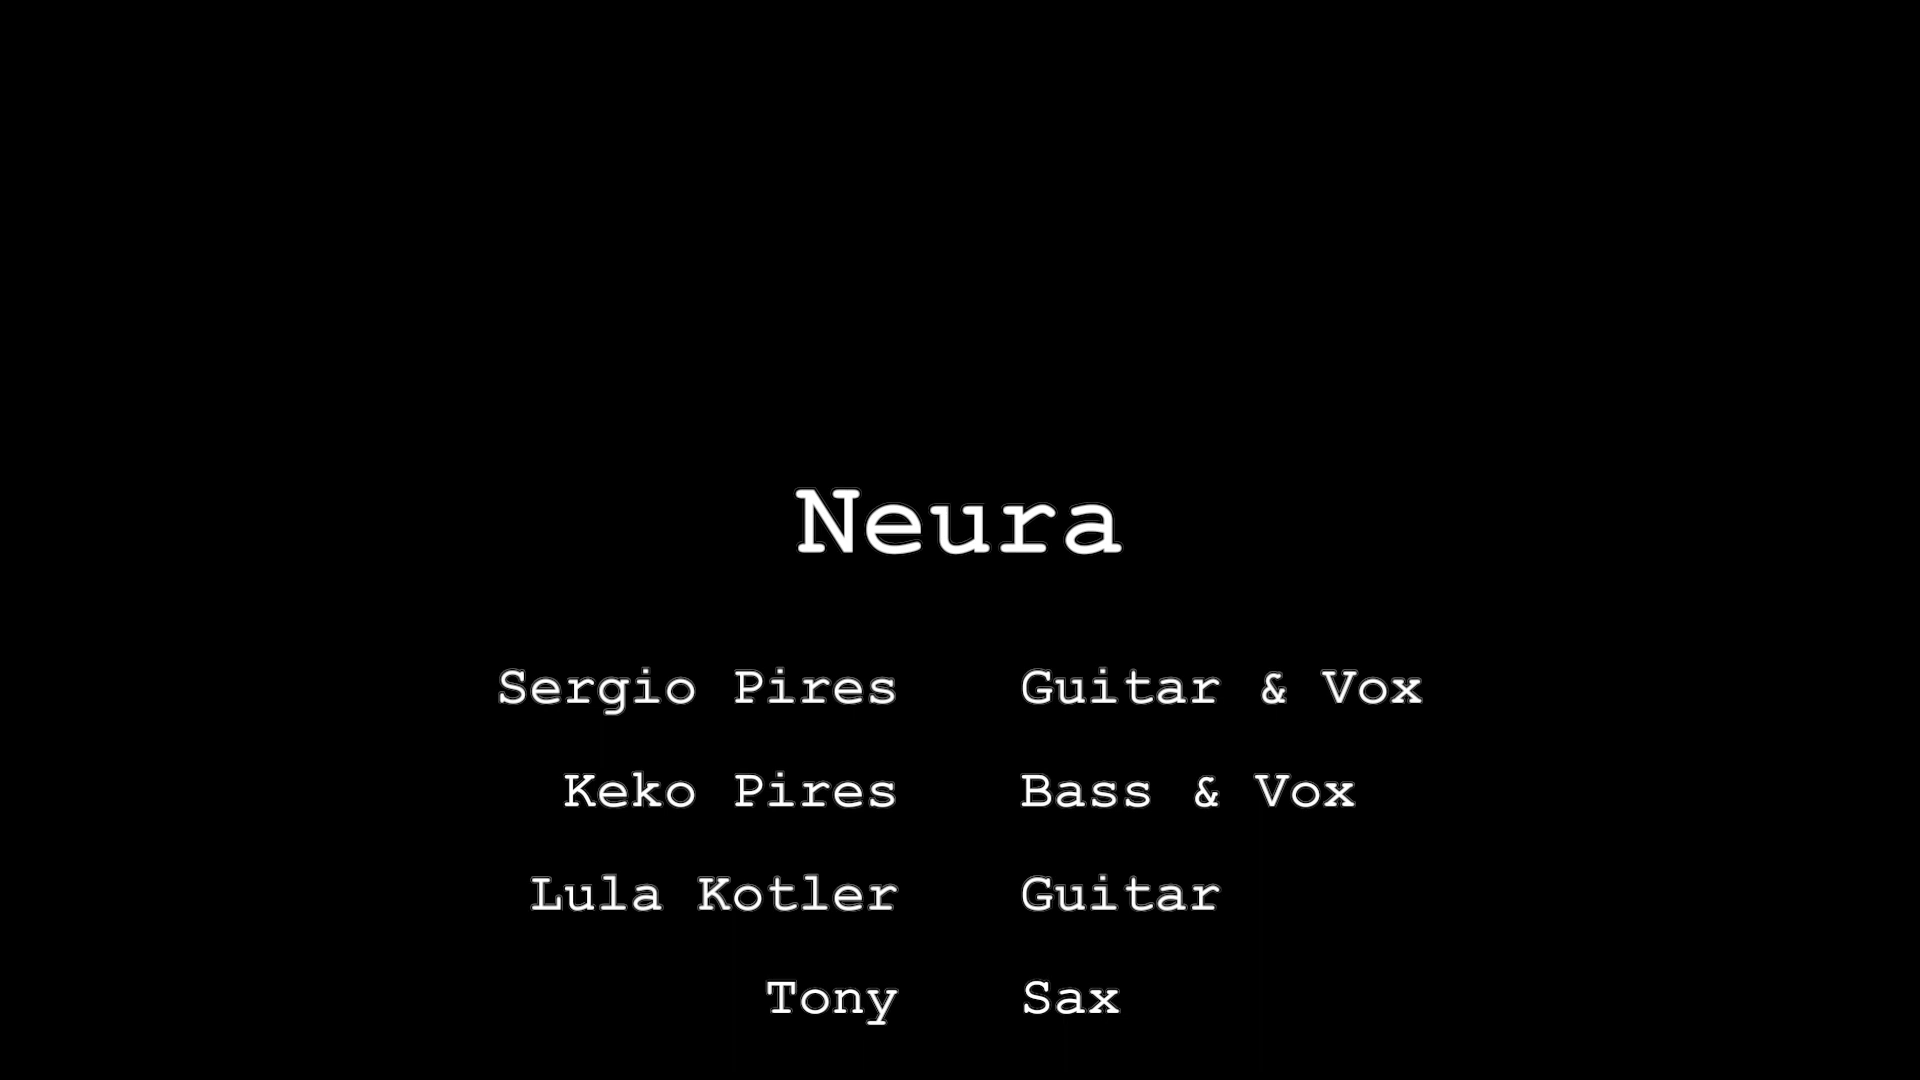 Neura
Sergio Pires Guitar & Vox
Keko Pires Bass & Vox
Lula Kotler Guitar
Tony Sax